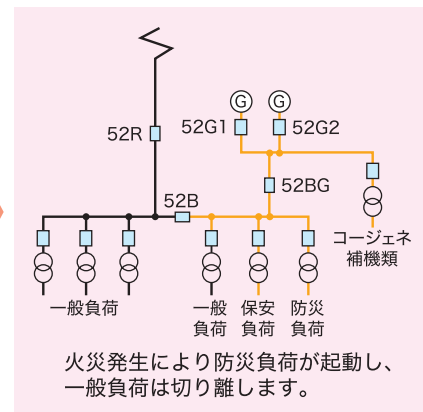 G G
52R
52G1
52G2
52BG
52B
コージェネ
補機類
一般負荷
一般
負荷
保安
負荷
防災
負荷
火災発生により防災負荷が起動し、
一般負荷は切り離します。